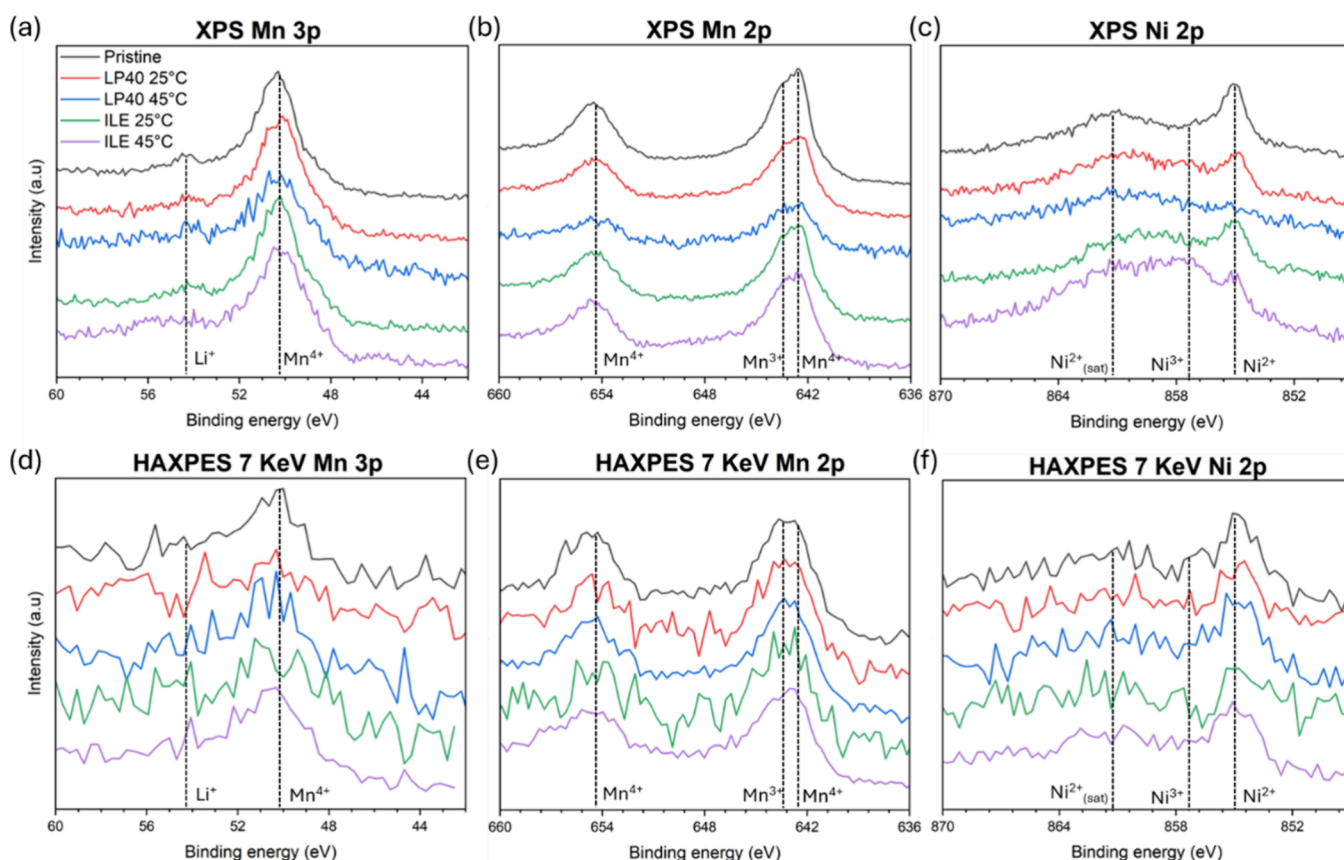 (a) XPS Mn 3p
Pristine
LP40 25°C
LP40 45°C
ILE 25°C
ILE 45°C
Intensity (a.u)
Li⁺ Mn⁴⁺
60 56 52 48 44
Binding energy (eV)
(b) XPS Mn 2p
Mn⁴⁺ Mn³⁺ Mn⁴⁺
660 654 648 642 636
Binding energy (eV)
(c) XPS Ni 2p
Ni²⁺(sat) Ni³⁺ Ni²⁺
870 864 858 852
Binding energy (eV)
(d) HAXPES 7 KeV Mn 3p
Intensity (a.u)
Li⁺ Mn⁴⁺
60 56 52 48 44
Binding energy (eV)
(e) HAXPES 7 KeV Mn 2p
Mn⁴⁺ Mn³⁺ Mn⁴⁺
660 654 648 642 636
Binding energy (eV)
(f) HAXPES 7 KeV Ni 2p
Ni²⁺(sat) Ni³⁺ Ni²⁺
870 864 858 852
Binding energy (eV)